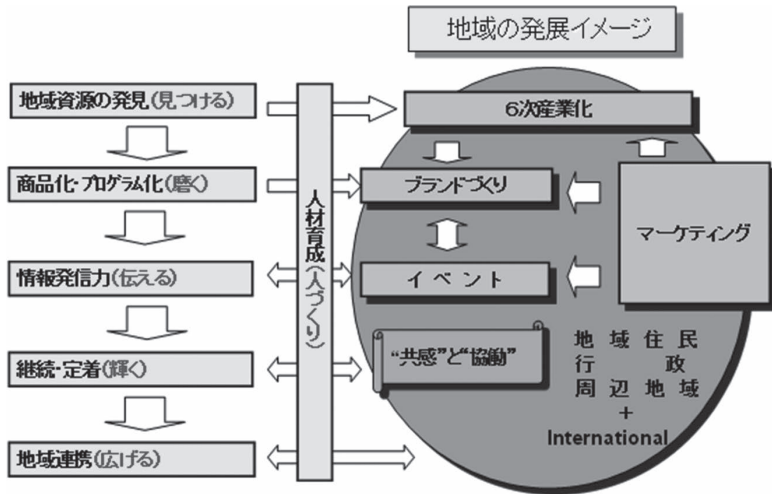 地域の発展イメージ
地域資源の発見(見つける)
商品化・プログラム化(磨く)
情報発信力(伝える)
継続・定着(輝く)
地域連携(広げる)
人材育成(人づくり)
6次産業化
ブランドづくり
イベント
マーケティング
“共感”と“協働”
地域住民
行政
周辺地域
+
International